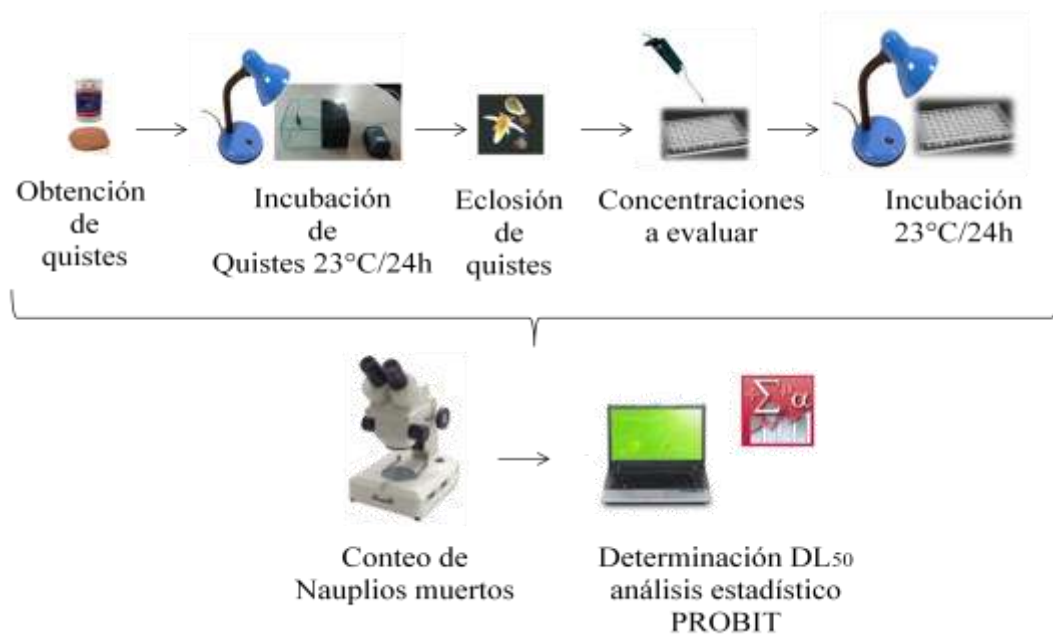 Obtención
de
quistes
Incubación
de
Quistes 23°C/24h
Eclosión
de
quistes
Concentraciones
a evaluar
Incubación
23°C/24h
Σ α
Conteo de
Nauplios muertos
Determinación DL50
análisis estadístico
PROBIT